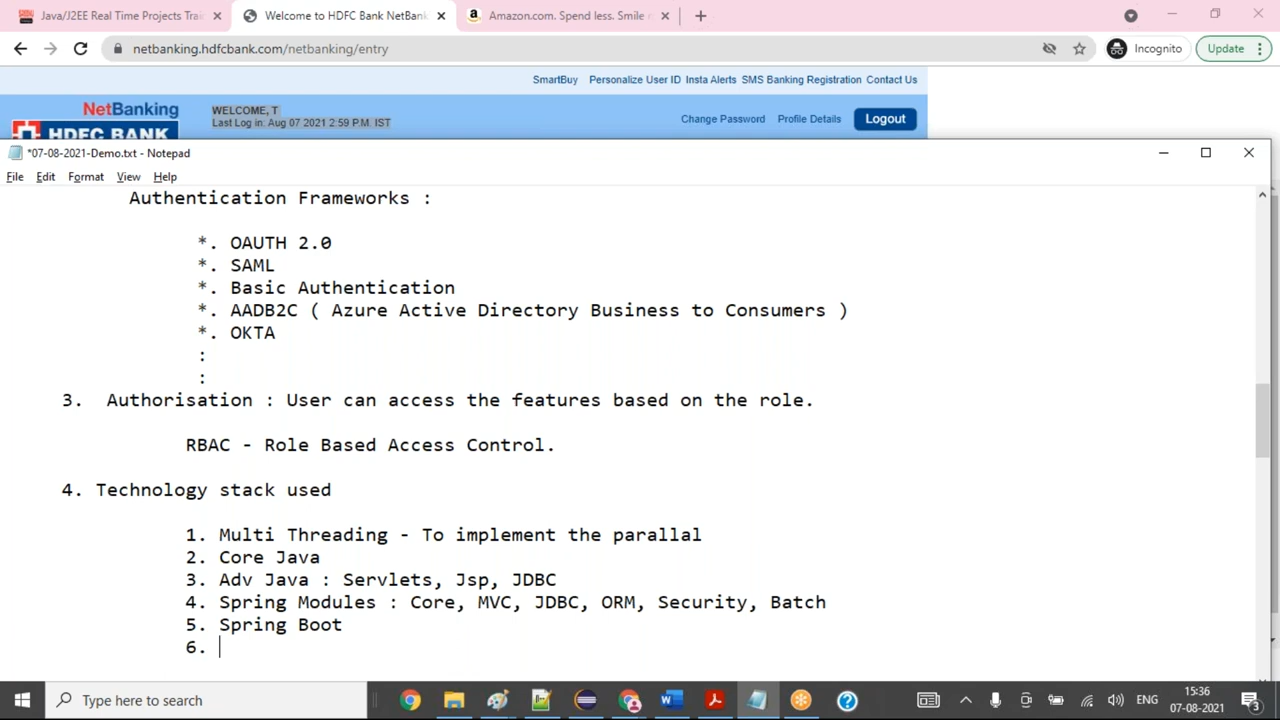 Java/J2EE Real Time Projects Trai
Welcome to HDFC Bank NetBank
Amazon.com. Spend less. Smile
netbanking.hdfcbank.com/netbanking/entry
Incognito
Update
SmartBuy Personalize User ID Insta Alerts SMS Banking Registration Contact Us
NetBanking
HDFC BANK
WELCOME, T
Last Log in: Aug 07 2021 2:59 P.M. IST
Change Password Profile Details Logout
*07-08-2021-Demo.txt - Notepad
File Edit Format View Help
Authentication Frameworks :
*. OAUTH 2.0
*. SAML
*. Basic Authentication
*. AADB2C ( Azure Active Directory Business to Consumers )
*. OKTA
:
:
3. Authorisation : User can access the features based on the role.
RBAC - Role Based Access Control.
4. Technology stack used
1. Multi Threading - To implement the parallal
2. Core Java
3. Adv Java : Servlets, Jsp, JDBC
4. Spring Modules : Core, MVC, JDBC, ORM, Security, Batch
5. Spring Boot
6.
Type here to search
ENG
15:36
07-08-2021
3